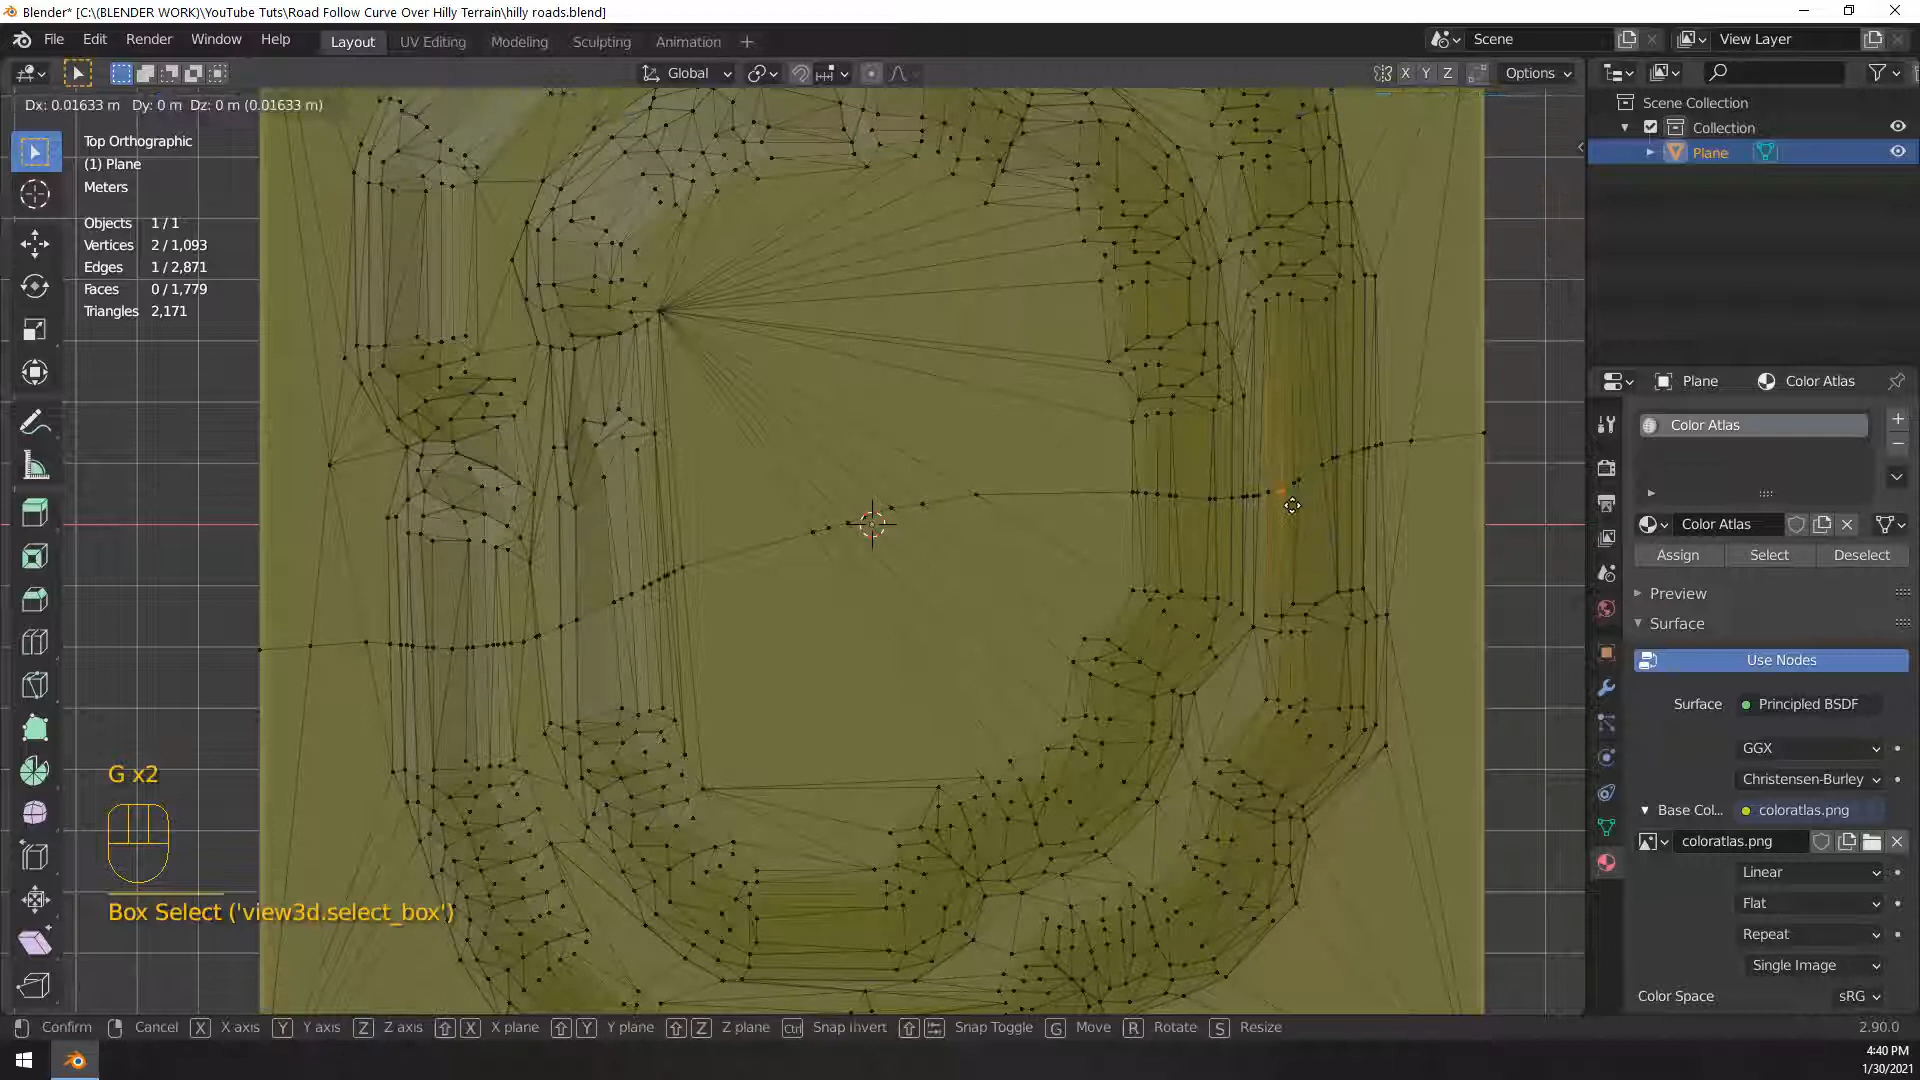 Blender* [C:\(BLENDER WORK)\YouTube Tuts\Road Follow Curve Over Hilly Terrain\hilly roads.blend]
File Edit Render Window Help Layout UV Editing Modeling Sculpting Animation + Scene View Layer
Global X Y Z Options
Dx: 0.01633 m Dy: 0 m Dz: 0 m (0.01633 m)
Top Orthographic
(1) Plane
Meters
Objects 1 / 1
Vertices 2 / 1,093
Edges 1 / 2,871
Faces 0 / 1,779
Triangles 2,171
G x2
Box Select ('view3d.select_box')
Scene Collection
Collection
Plane
Plane Color Atlas
Color Atlas
Color Atlas
Assign Select Deselect
Preview
Surface
Use Nodes
Surface Principled BSDF
GGX
Christensen-Burley
Base Col... coloratlas.png
coloratlas.png
Linear
Flat
Repeat
Single Image
Color Space sRG
Confirm Cancel X X axis Y Y axis Z Z axis X X plane Y Y plane Z Z plane Ctrl Snap Invert Snap Toggle G Move R Rotate S Resize 2.90.0
4:40 PM
1/30/2021